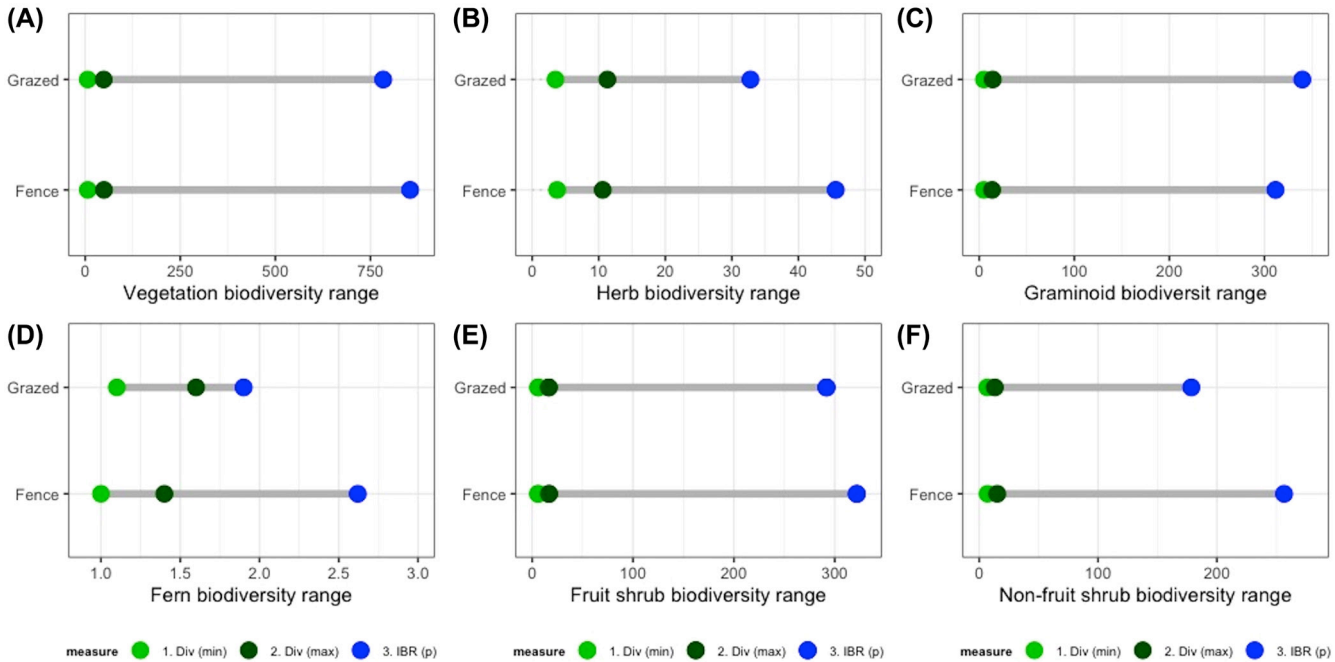 (A)
Grazed
Fence
0 250 500 750
Vegetation biodiversity range
(B)
Grazed
Fence
0 10 20 30 40 50
Herb biodiversity range
(C)
Grazed
Fence
0 100 200 300
Graminoid biodiversit range
(D)
Grazed
Fence
1.0 1.5 2.0 2.5 3.0
Fern biodiversity range
(E)
Grazed
Fence
0 100 200 300
Fruit shrub biodiversity range
(F)
Grazed
Fence
0 100 200
Non-fruit shrub biodiversity range
measure 1. Div (min) 2. Div (max) 3. IBR (p)
measure 1. Div (min) 2. Div (max) 3. IBR (p)
measure 1. Div (min) 2. Div (max) 3. IBR (p)